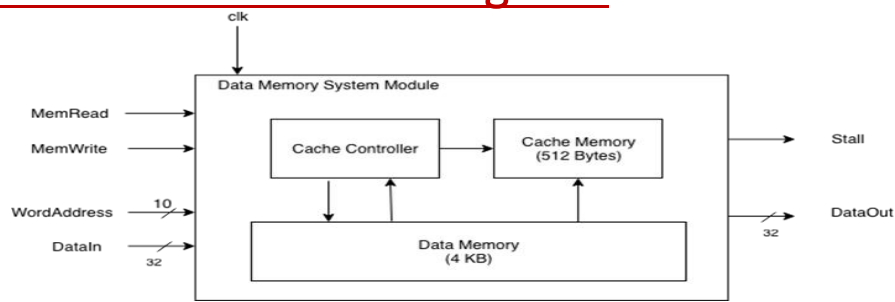 clk
Data Memory System Module
MemRead
MemWrite
WordAddress
10
DataIn
32
Cache Controller
Cache Memory
(512 Bytes)
Data Memory
(4 KB)
Stall
DataOut
32